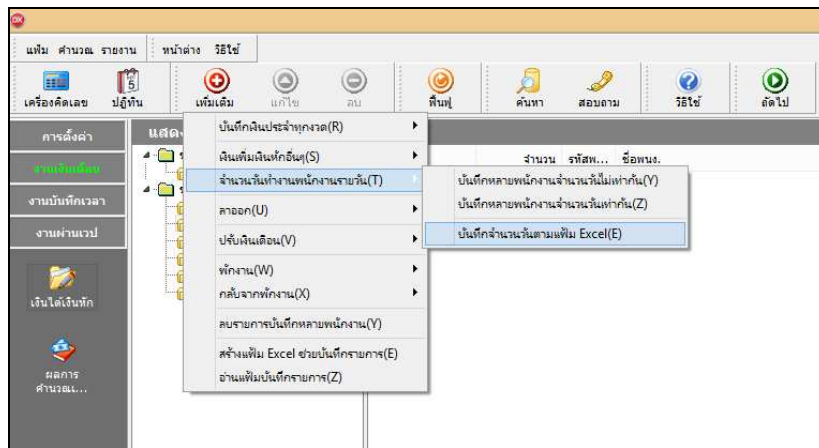 แฟ้ม คำนวณ รายงาน หน้าต่าง วิธีใช้
เครื่องคิดเลข ปฏิทิน เพิ่มเติม แก้ไข ลบ ฟื้นฟู ค้นหา สอบถาม วิธีใช้ ถัดไป
การตั้งค่า
งานเงินเดือน
งานบันทึกเวลา
งานผ่านเวป
เงินได้เงินหัก
ผลการ
คำนวณ...
แสดง
จำนวน รหัสพ... ชื่อพนง.
บันทึกเงินประจำทุกงวด(R)
เงินเพิ่มเงินหักอื่นๆ(S)
จำนวนวันทำงานพนักงานรายวัน(T)
ลาออก(U)
ปรับเงินเดือน(V)
พักงาน(W)
กลับจากพักงาน(X)
ลบรายการบันทึกหลายพนักงาน(Y)
สร้างแฟ้ม Excel ช่วยบันทึกรายการ(E)
อ่านแฟ้มบันทึกรายการ(Z)
บันทึกหลายพนักงานจำนวนวันไม่เท่ากัน(Y)
บันทึกหลายพนักงานจำนวนวันเท่ากัน(Z)
บันทึกจำนวนวันตามแฟ้ม Excel(E)